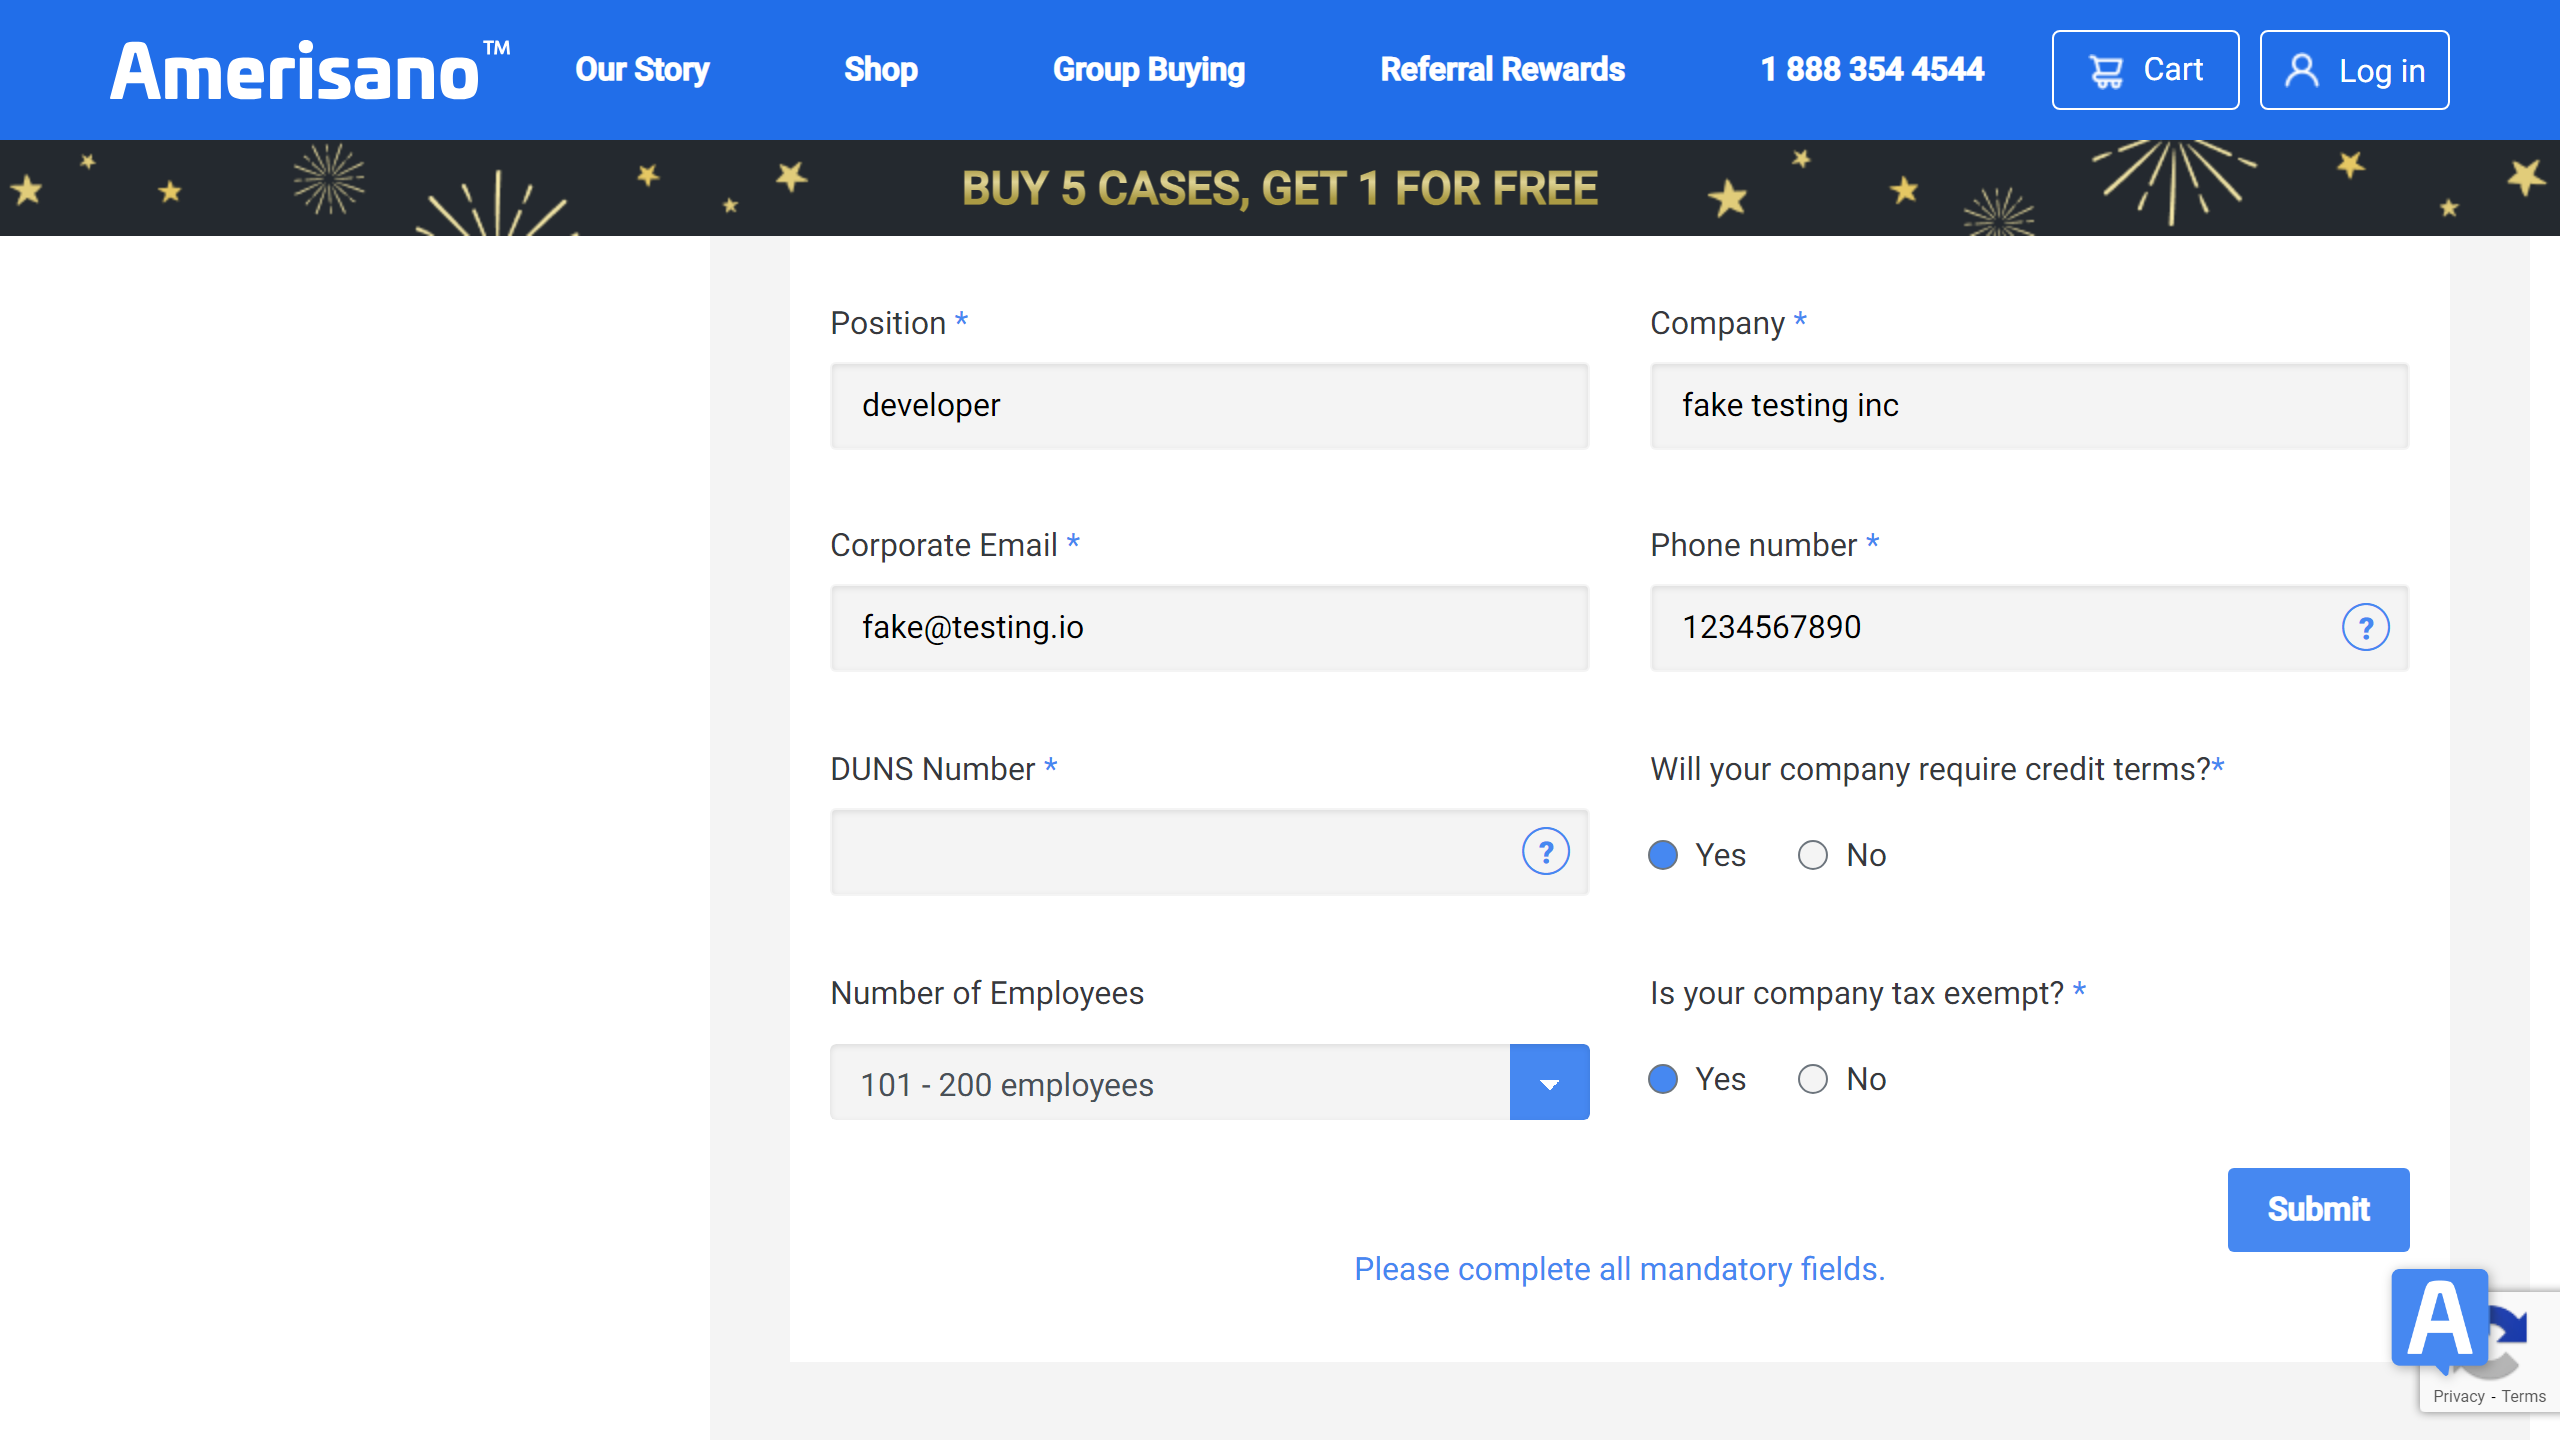 Amerisano™ Our Story Shop Group Buying Referral Rewards 1 888 354 4544 Cart Log in
BUY 5 CASES, GET 1 FOR FREE
Position * Company *
developer fake testing inc
Corporate Email * Phone number *
fake@testing.io 1234567890 ?
DUNS Number * Will your company require credit terms?*
? Yes No
Number of Employees Is your company tax exempt? *
101 - 200 employees Yes No
Submit
Please complete all mandatory fields.
A
Privacy - Terms